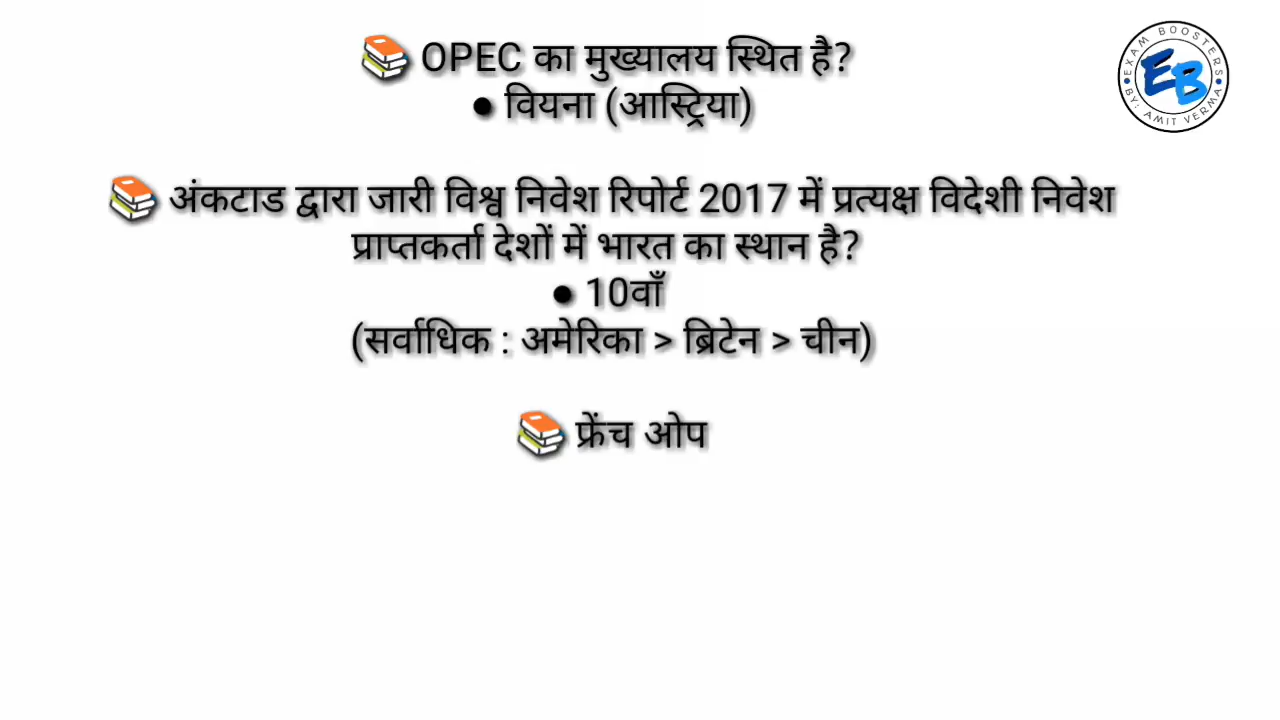 📚 OPEC का मुख्यालय स्थित है?
● वियना (आस्ट्रिया)
📚 अंकटाड द्वारा जारी विश्व निवेश रिपोर्ट 2017 में प्रत्यक्ष विदेशी निवेश
प्राप्तकर्ता देशों में भारत का स्थान है?
● 10वाँ
(सर्वाधिक : अमेरिका > ब्रिटेन > चीन)
📚 फ्रेंच ओप
EXAM BOOSTERS
EB
BY: AMIT VERMA